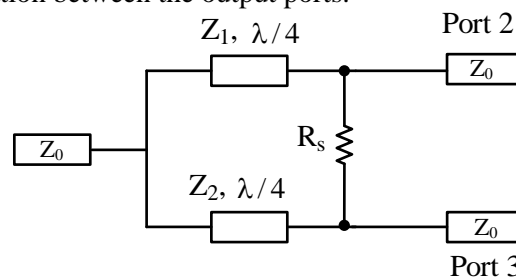 tion between the output ports.
Z₁, λ/4
Port 2
Z₀
Z₀
Rₛ
Z₂, λ/4
Z₀
Port 3